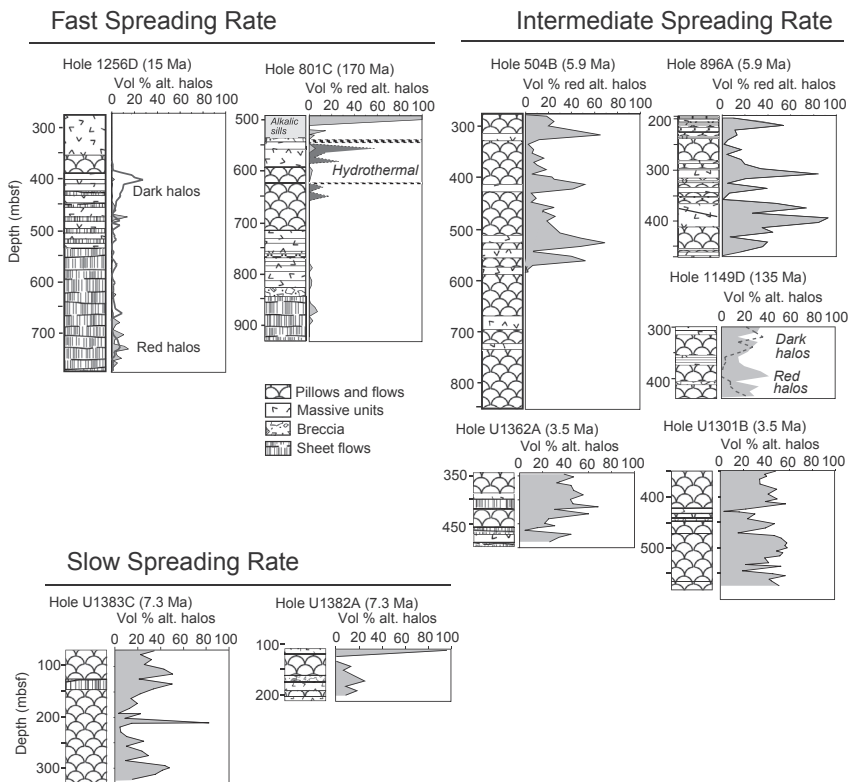 Fast Spreading Rate
Hole 1256D (15 Ma)
Vol % alt. halos
0 20 40 60 80 100
300
400
500
600
700
Depth (mbsf)
Dark halos
Red halos
Hole 801C (170 Ma)
Vol % red alt. halos
0 20 40 60 80 100
500
600
700
800
900
Alkalic
sills
Hydrothermal
Pillows and flows
Massive units
Breccia
Sheet flows
Intermediate Spreading Rate
Hole 504B (5.9 Ma)
Vol % red alt. halos
0 20 40 60 80 100
300
400
500
600
700
800
Hole 896A (5.9 Ma)
Vol % red alt. halos
0 20 40 60 80 100
200
300
400
Hole 1149D (135 Ma)
Vol % alt. halos
0 20 40 60 80 100
300
400
Dark
halos
Red
halos
Hole U1362A (3.5 Ma)
Vol % alt. halos
0 20 40 60 80 100
350
450
Hole U1301B (3.5 Ma)
Vol % alt. halos
0 20 40 60 80 100
400
500
Slow Spreading Rate
Hole U1383C (7.3 Ma)
Vol % alt. halos
0 20 40 60 80 100
100
200
300
Depth (mbsf)
Hole U1382A (7.3 Ma)
Vol % alt. halos
0 20 40 60 80 100
100
200